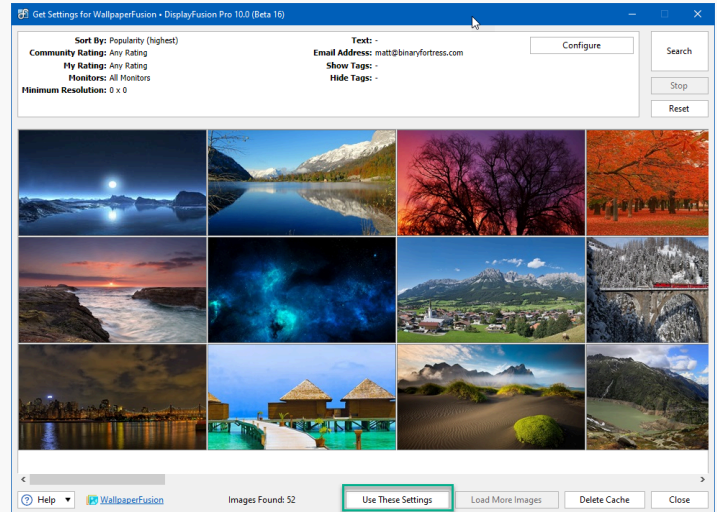 Get Settings for WallpaperFusion • DisplayFusion Pro 10.0 (Beta 16)
Sort By: Popularity (highest)
Community Rating: Any Rating
My Rating: Any Rating
Monitors: All Monitors
Minimum Resolution: 0 x 0
Text: -
Email Address: matt@binaryfortress.com
Show Tags: -
Hide Tags: -
Configure
Search
Stop
Reset
Help
WallpaperFusion
Images Found: 52
Use These Settings
Load More Images
Delete Cache
Close